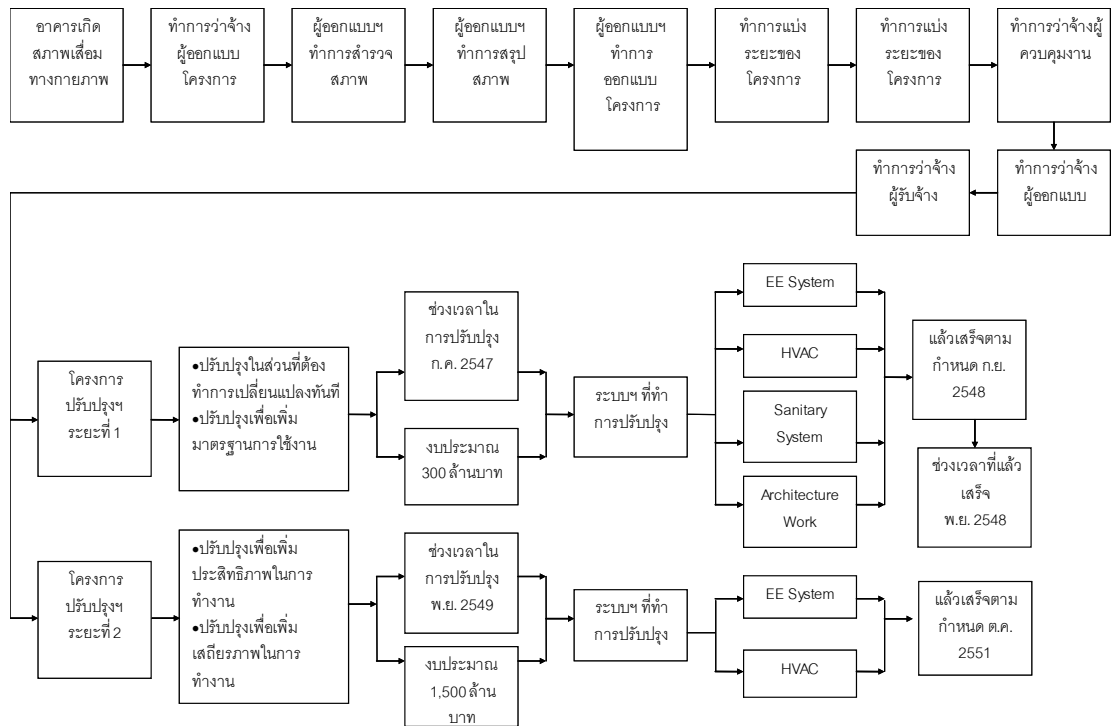 อาคารเกิด
สภาพเสื่อม
ทางกายภาพ
ทำการว่าจ้าง
ผู้ออกแบบ
โครงการ
ผู้ออกแบบฯ
ทำการสำรวจ
สภาพ
ผู้ออกแบบฯ
ทำการสรุป
สภาพ
ผู้ออกแบบฯ
ทำการ
ออกแบบ
โครงการ
ทำการแบ่ง
ระยะของ
โครงการ
ทำการแบ่ง
ระยะของ
โครงการ
ทำการว่าจ้างผู้
ควบคุมงาน
ทำการว่าจ้าง
ผู้ออกแบบ
ทำการว่าจ้าง
ผู้รับจ้าง
โครงการ
ปรับปรุงฯ
ระยะที่ 1
•ปรับปรุงในส่วนที่ต้อง
ทำการเปลี่ยนแปลงทันที
•ปรับปรุงเพื่อเพิ่ม
มาตรฐานการใช้งาน
ช่วงเวลาใน
การปรับปรุง
ก.ค. 2547
งบประมาณ
300 ล้านบาท
ระบบฯ ที่ทำ
การปรับปรุง
EE System
HVAC
Sanitary
System
Architecture
Work
แล้วเสร็จตาม
กำหนด ก.ย.
2548
ช่วงเวลาที่แล้ว
เสร็จ
พ.ย. 2548
โครงการ
ปรับปรุงฯ
ระยะที่ 2
•ปรับปรุงเพื่อเพิ่ม
ประสิทธิภาพในการ
ทำงาน
•ปรับปรุงเพื่อเพิ่ม
เสถียรภาพในการ
ทำงาน
ช่วงเวลาใน
การปรับปรุง
พ.ย. 2549
งบประมาณ
1,500 ล้าน
บาท
ระบบฯ ที่ทำ
การปรับปรุง
EE System
HVAC
แล้วเสร็จตาม
กำหนด ต.ค.
2551